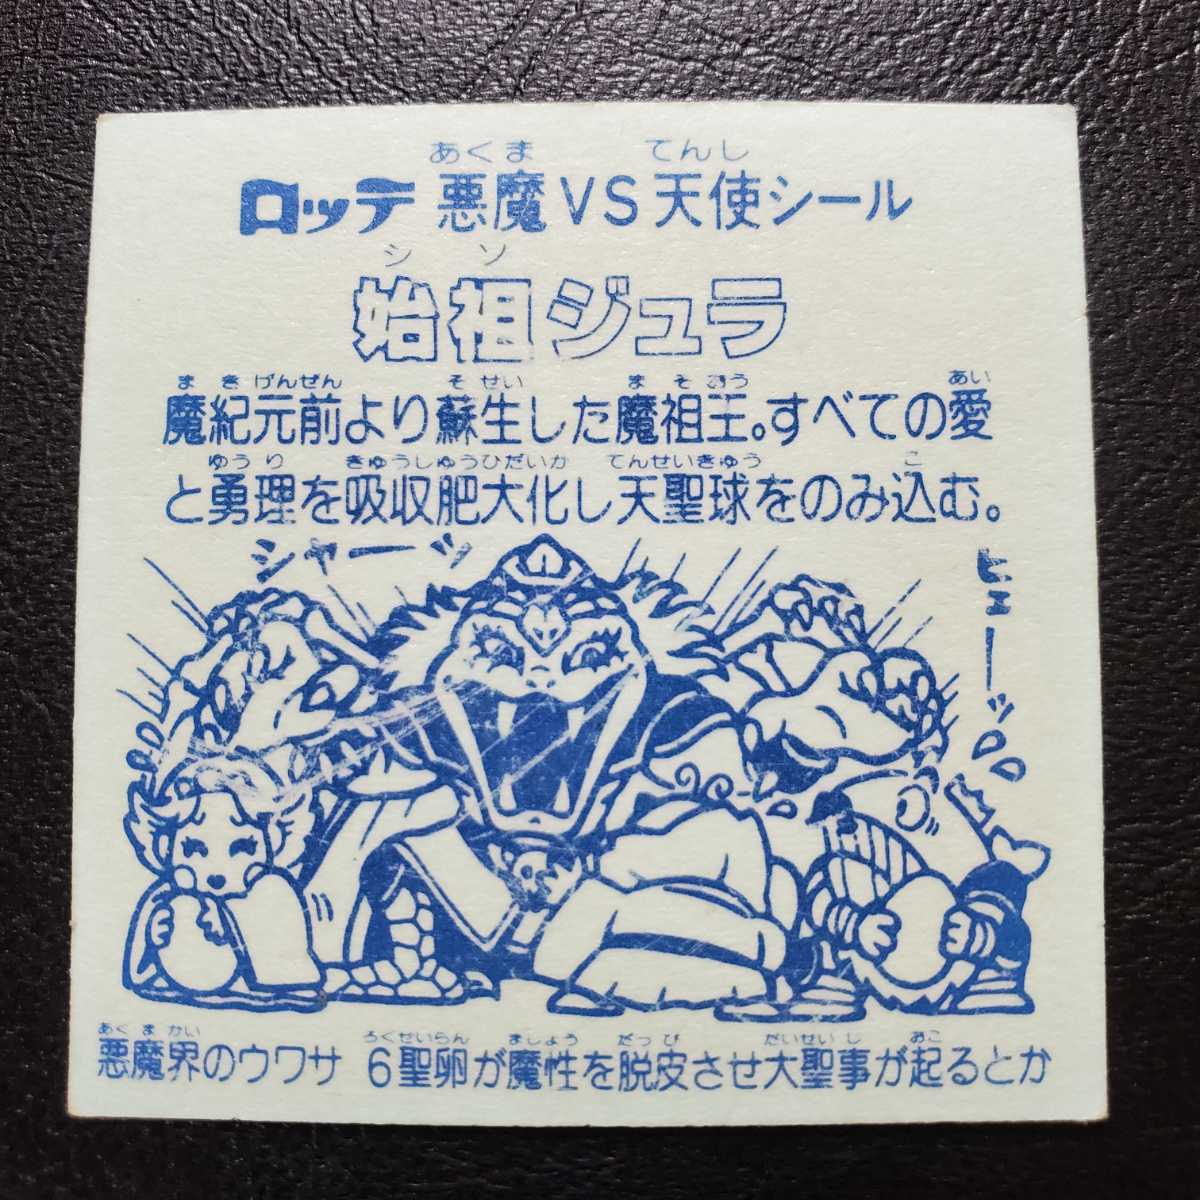 あくま てんし
ロッテ 悪魔VS天使シール
シソ
始祖ジュラ
まきげんぜん そせい まそおう あい
魔紀元前より蘇生した魔祖王。すべての愛
ゆうり きゅうしゅうひだいか てんせいきゅう こ
と勇理を吸収肥大化し天聖球をのみ込む。
シャーッ
ヒェーッ
あくまかい ろくせいらん ましょう だっぴ だいせいじ おこ
悪魔界のウワサ 6聖卵が魔性を脱皮させ大聖事が起るとか